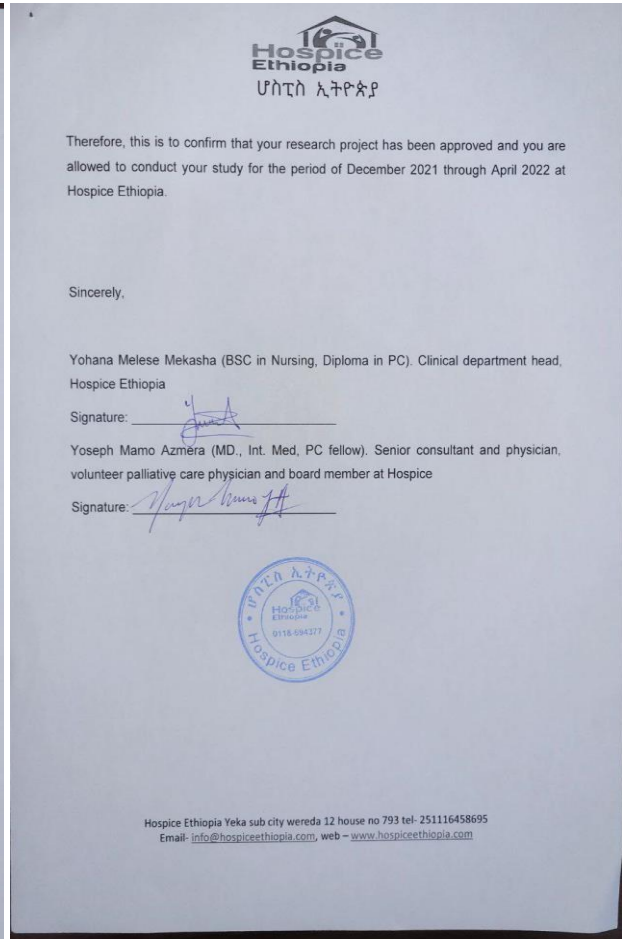 Hospice
Ethiopia
ሆስፒስ ኢትዮጵያ
Therefore, this is to confirm that your research project has been approved and you are
allowed to conduct your study for the period of December 2021 through April 2022 at
Hospice Ethiopia.
Sincerely,
Yohana Melese Mekasha (BSC in Nursing, Diploma in PC). Clinical department head,
Hospice Ethiopia
Signature:
Yoseph Mamo Azmera (MD., Int. Med, PC fellow). Senior consultant and physician,
volunteer palliative care physician and board member at Hospice
Signature:
ሆስፒስ ኢትዮጵያ
Hospice
Ethiopia
0116-694377
Hospice Ethiopia
Hospice Ethiopia Yeka sub city wereda 12 house no 793 tel- 251116458695
Email- info@hospiceethiopia.com, web – www.hospiceethiopia.com